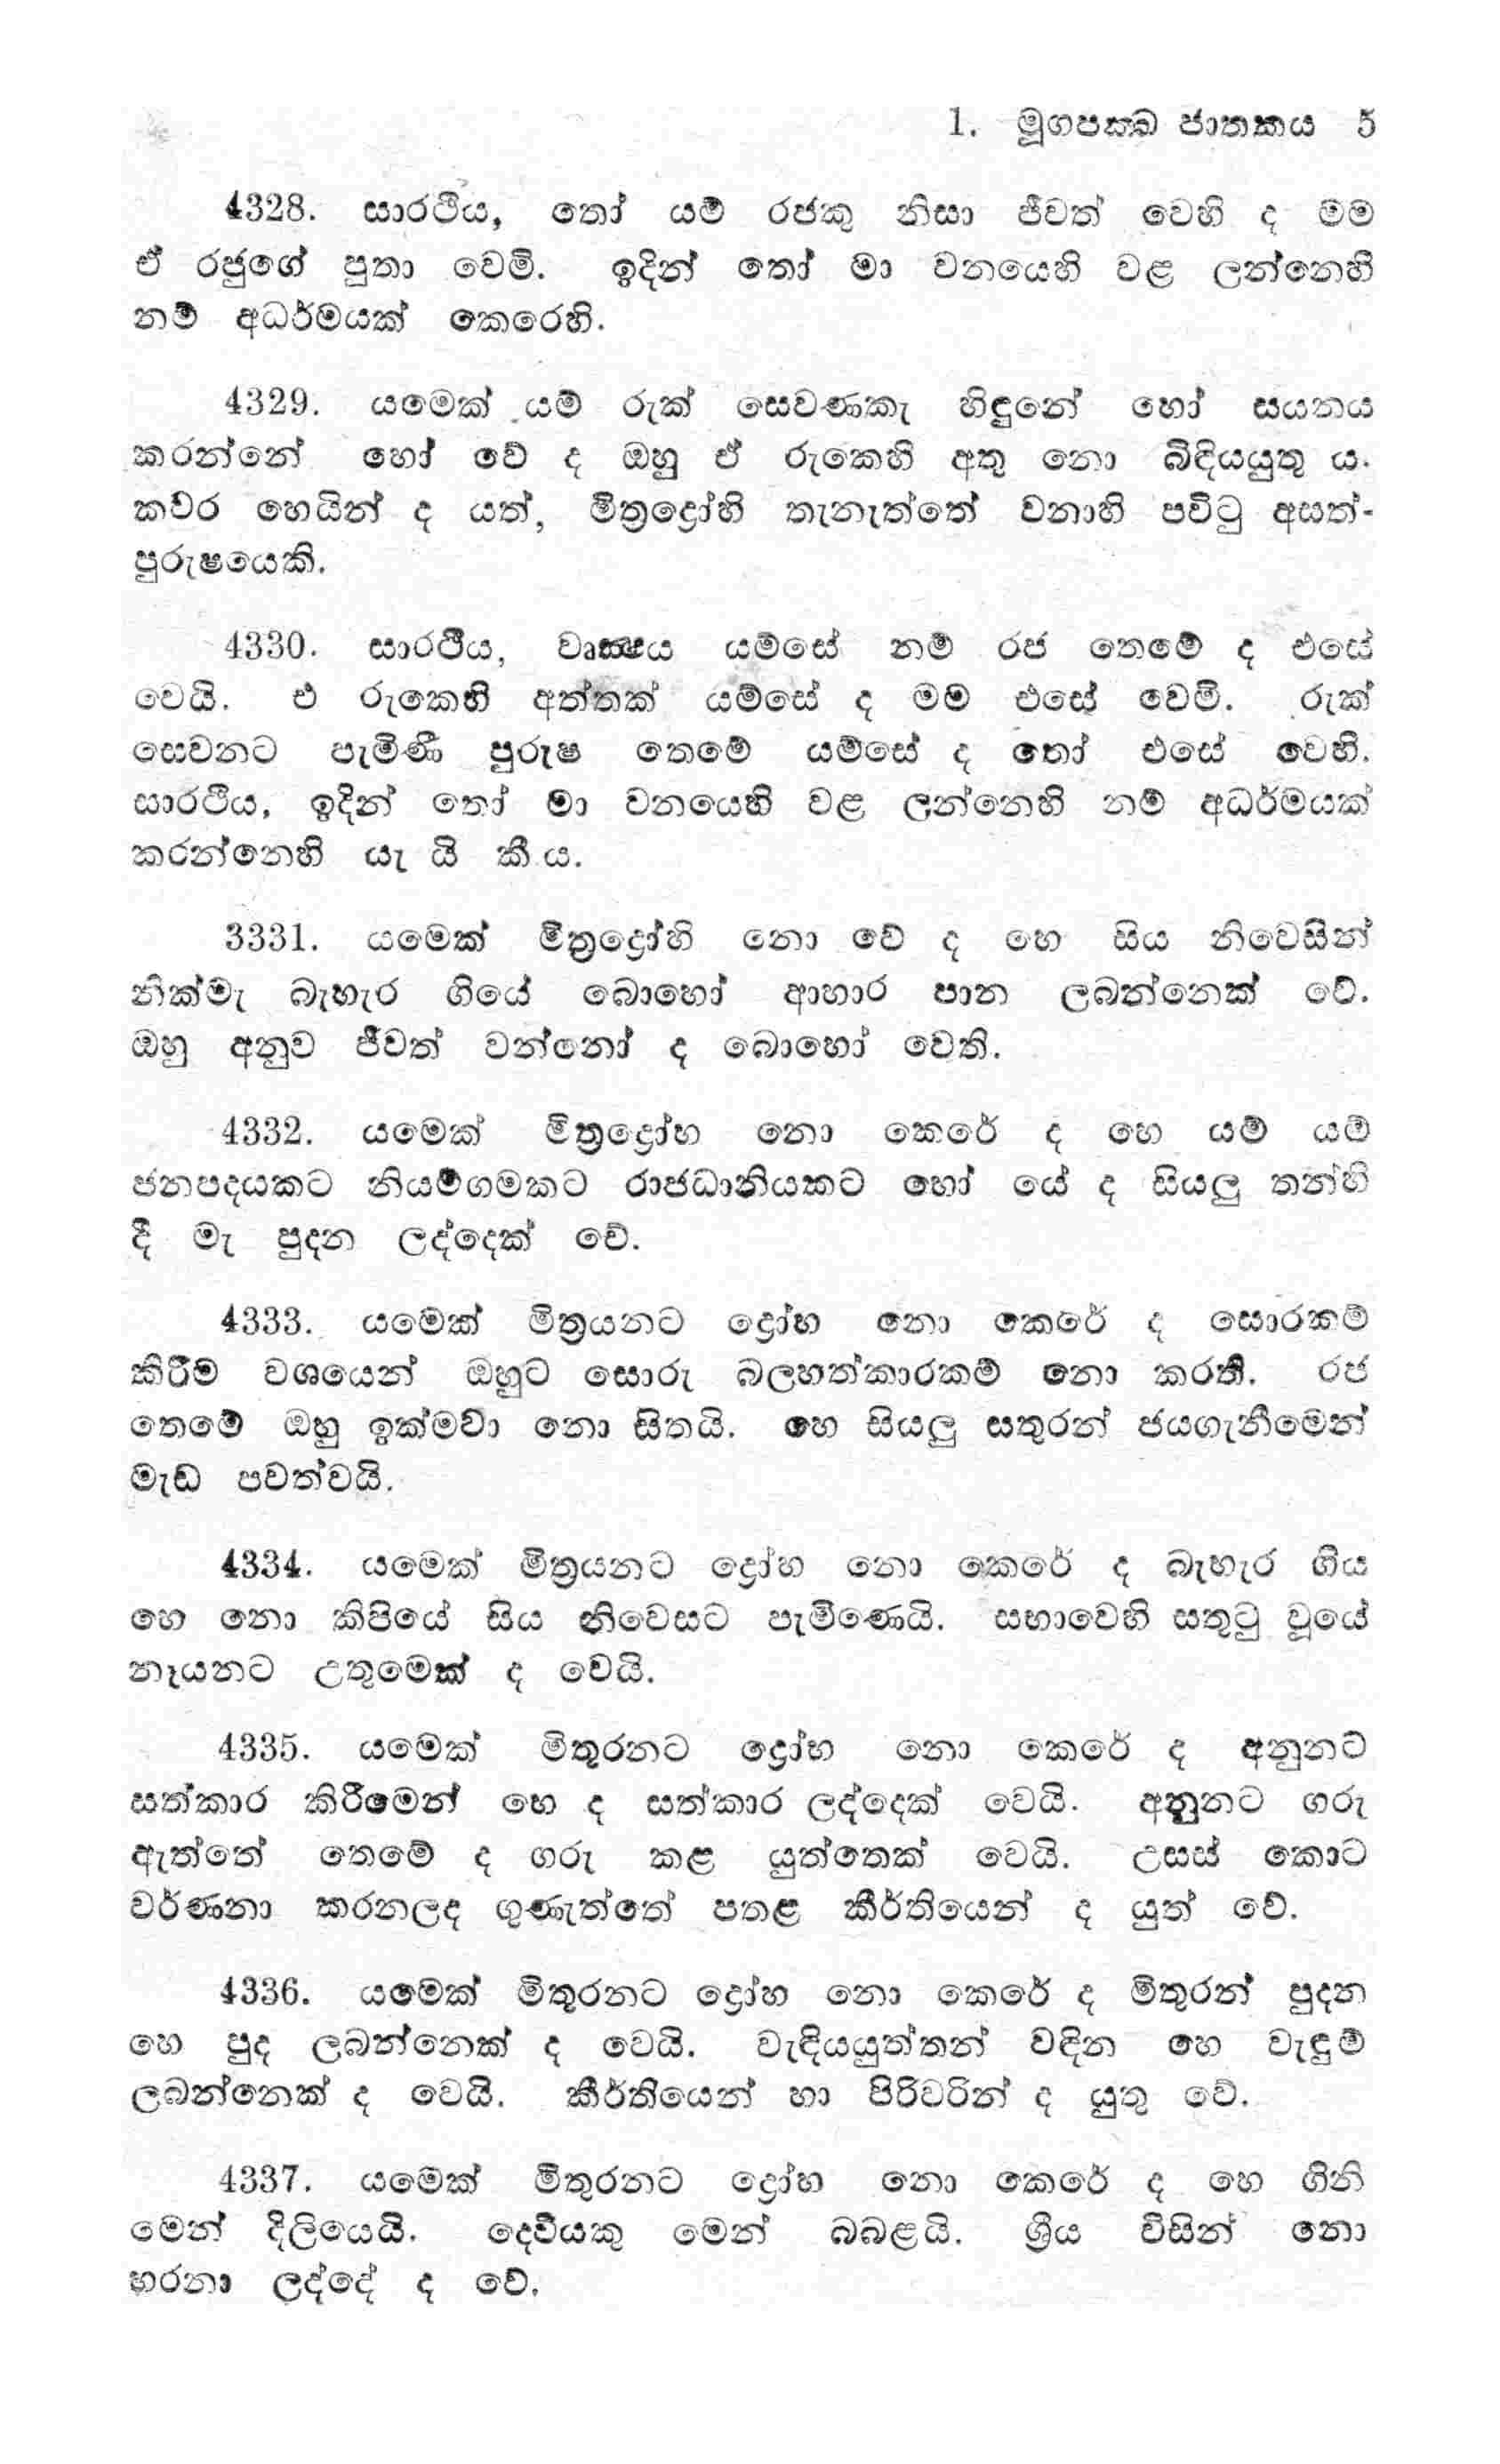 1. මූගපක්ඛ ජාතකය 5
4328. සාරථිය, තෝ යම් රජකු නිසා ජීවත් වෙහි ද මම
ඒ රජුගේ පුතා වෙමි. ඉදින් තෝ මා වනයෙහි වළ ලන්නෙහි
නම් අධර්මයක් කෙරෙහි.
4329. යමෙක් යම් රුක් සෙවණකැ හිඳුනේ හෝ සයනය
කරන්නේ හෝ වේ ද ඔහු ඒ රුකෙහි අතු නො බිඳියයුතු ය.
කවර හෙයින් ද යත්, මිත්‍රද්‍රෝහි තැනැත්තේ වනාහි පවිටු අසත්-
පුරුෂයෙකි.
4330. සාරථිය, වෘක්‍ෂය යම්සේ නම් රජ තෙමේ ද එසේ
වෙයි. එ රුකෙහි අත්තක් යම්සේ ද මම එසේ වෙමි. රුක්
සෙවනට පැමිණි පුරුෂ තෙමේ යම්සේ ද තෝ එසේ වෙහි.
සාරථිය, ඉදින් තෝ මා වනයෙහි වළ ලන්නෙහි නම් අධර්මයක්
කරන්නෙහි යැ යි කී ය.
3331. යමෙක් මිත්‍රද්‍රෝහි නො වේ ද හෙ සිය නිවෙසින්
නික්මැ බැහැර ගියේ බොහෝ ආහාර පාන ලබන්නෙක් වේ.
ඔහු අනුව ජීවත් වන්නෝ ද බොහෝ වෙති.
4332. යමෙක් මිත්‍රද්‍රෝහ නො කෙරේ ද හෙ යම් යම්
ජනපදයකට නියම්ගමකට රාජධානියකට හෝ යේ ද සියලු තන්හි
දී මැ පුදන ලද්දෙක් වේ.
4333. යමෙක් මිත්‍රයනට ද්‍රෝහ නො කෙරේ ද සොරකම්
කිරීම වශයෙන් ඔහුට සොරු බලහත්කාරකම් නො කරති. රජ
තෙමේ ඔහු ඉක්මවා නො සිතයි. හෙ සියලු සතුරන් ජයගැනීමෙන්
මැඩ පවත්වයි.
4334. යමෙක් මිත්‍රයනට ද්‍රෝහ නො කෙරේ ද බැහැර ගිය
හෙ නො කිපියේ සිය නිවෙසට පැමිණෙයි. සභාවෙහි සතුටු වූයේ
නෑයනට උතුමෙක් ද වෙයි.
4335. යමෙක් මිතුරනට ද්‍රෝහ නො කෙරේ ද අනුනට
සත්කාර කිරීමෙන් හෙ ද සත්කාර ලද්දෙක් වෙයි. අනුනට ගරු
ඇත්තේ තෙමේ ද ගරු කළ යුත්තෙක් වෙයි. උසස් කොට
වර්ණනා කරනලද ගුණැත්තේ පතළ කීර්තියෙන් ද යුත් වේ.
4336. යමෙක් මිතුරනට ද්‍රෝහ නො කෙරේ ද මිතුරන් පුදන
හෙ පුද ලබන්නෙක් ද වෙයි. වැඳියයුත්තන් වඳින හෙ වැඳුම්
ලබන්නෙක් ද වෙයි. කීර්තියෙන් හා පිරිවරින් ද යුතු වේ.
4337. යමෙක් මිතුරනට ද්‍රෝහ නො කෙරේ ද හෙ ගිනි
මෙන් දිලියෙයි. දෙවියකු මෙන් බබළයි. ශ්‍රීය විසින් නො
හරනා ලද්දේ ද වේ.